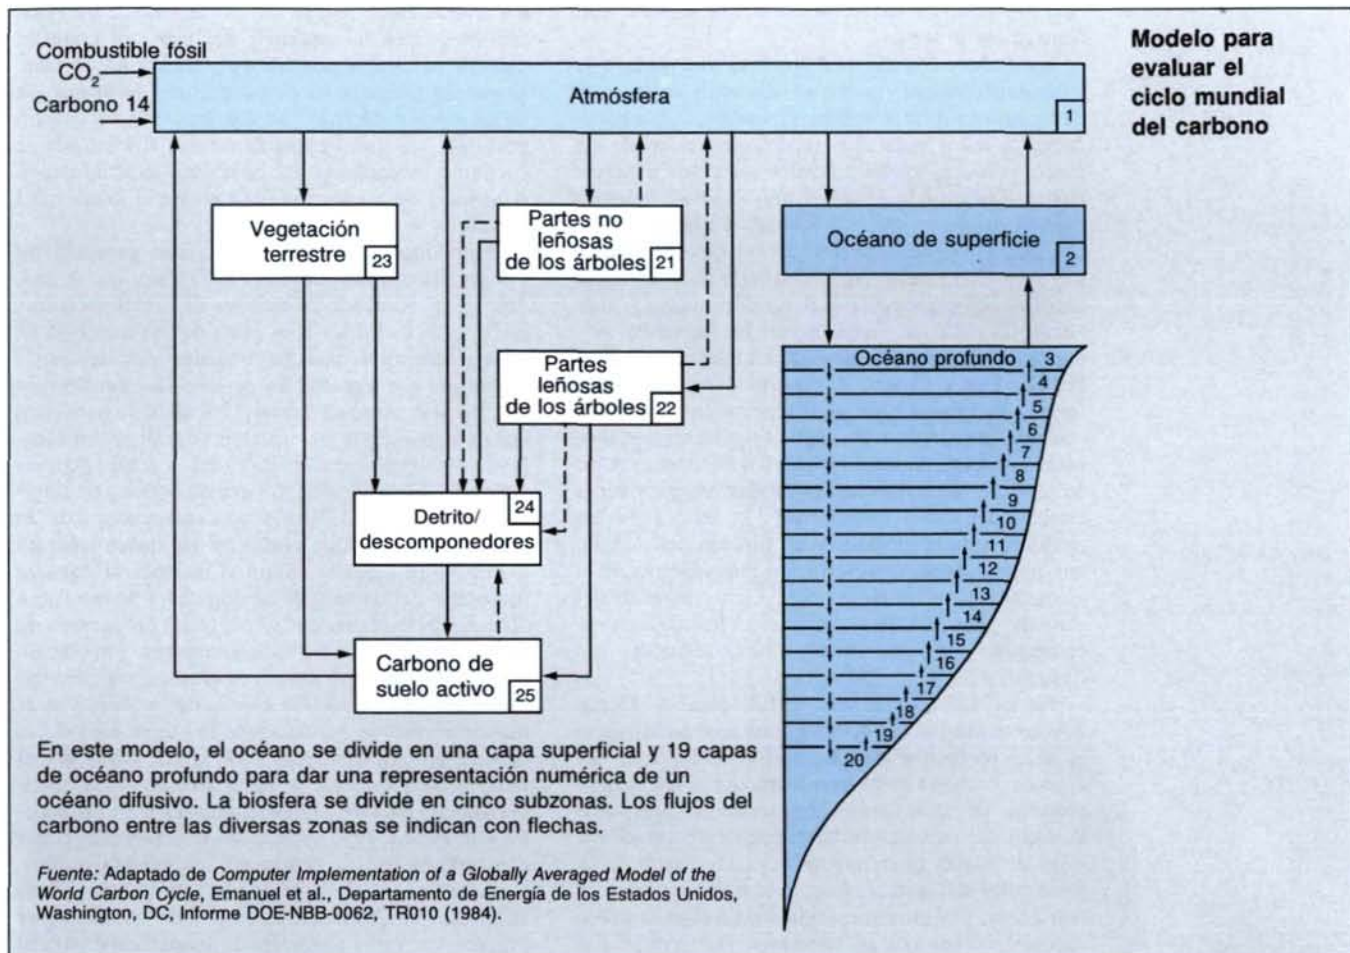 Modelo para
evaluar el
ciclo mundial
del carbono
Combustible fósil
CO₂
Carbono 14
Atmósfera
1
Vegetación
terrestre
23
Partes no
leñosas
de los árboles
21
Océano de superficie
2
Partes
leñosas
de los árboles
22
Océano profundo
3
4
5
6
7
8
9
10
11
12
13
14
15
16
17
18
19
20
Detrito/
descomponedores
24
Carbono de
suelo activo
25
En este modelo, el océano se divide en una capa superficial y 19 capas
de océano profundo para dar una representación numérica de un
océano difusivo. La biosfera se divide en cinco subzonas. Los flujos del
carbono entre las diversas zonas se indican con flechas.
Fuente: Adaptado de Computer Implementation of a Globally Averaged Model of the
World Carbon Cycle, Emanuel et al., Departamento de Energía de los Estados Unidos,
Washington, DC, Informe DOE-NBB-0062, TR010 (1984).